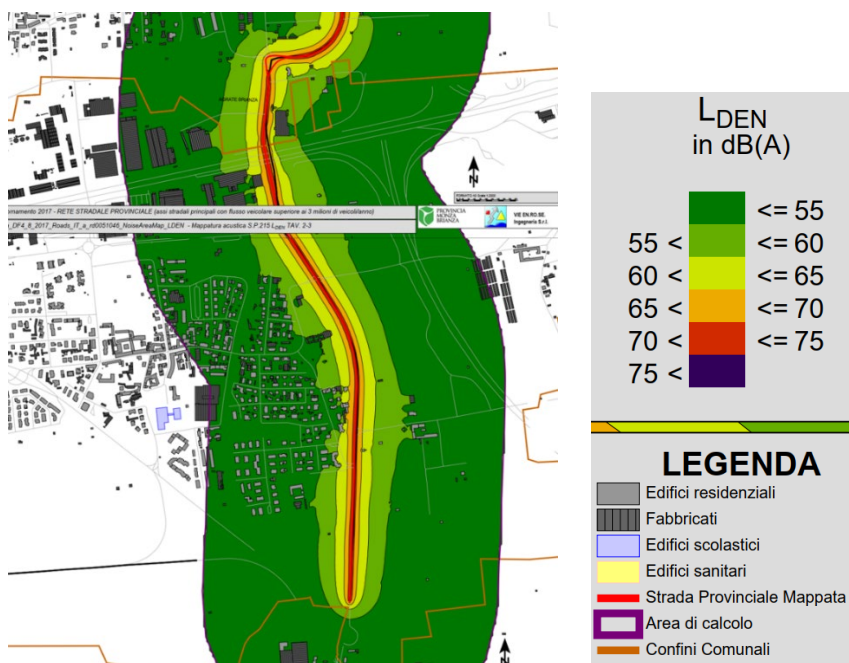 AGRATE BRIANZA
N
ornamento 2017 - RETE STRADALE PROVINCIALE (assi stradali principali con flusso veicolare superiore ai 3 milioni di veicoli/anno)
_DF4_8_2017_Roads_IT_a_rd0051046_NoiseAreaMap_LDEN - Mappatura acustica S.P.215 LDEN TAV. 2-3
PROVINCIA
MONZA
BRIANZA
VIE EN.RO.SE.
Ingegneria S.r.l.
N
LDEN
in dB(A)
<= 55
55 < <= 60
60 < <= 65
65 < <= 70
70 < <= 75
75 <
LEGENDA
Edifici residenziali
Fabbricati
Edifici scolastici
Edifici sanitari
Strada Provinciale Mappata
Area di calcolo
Confini Comunali